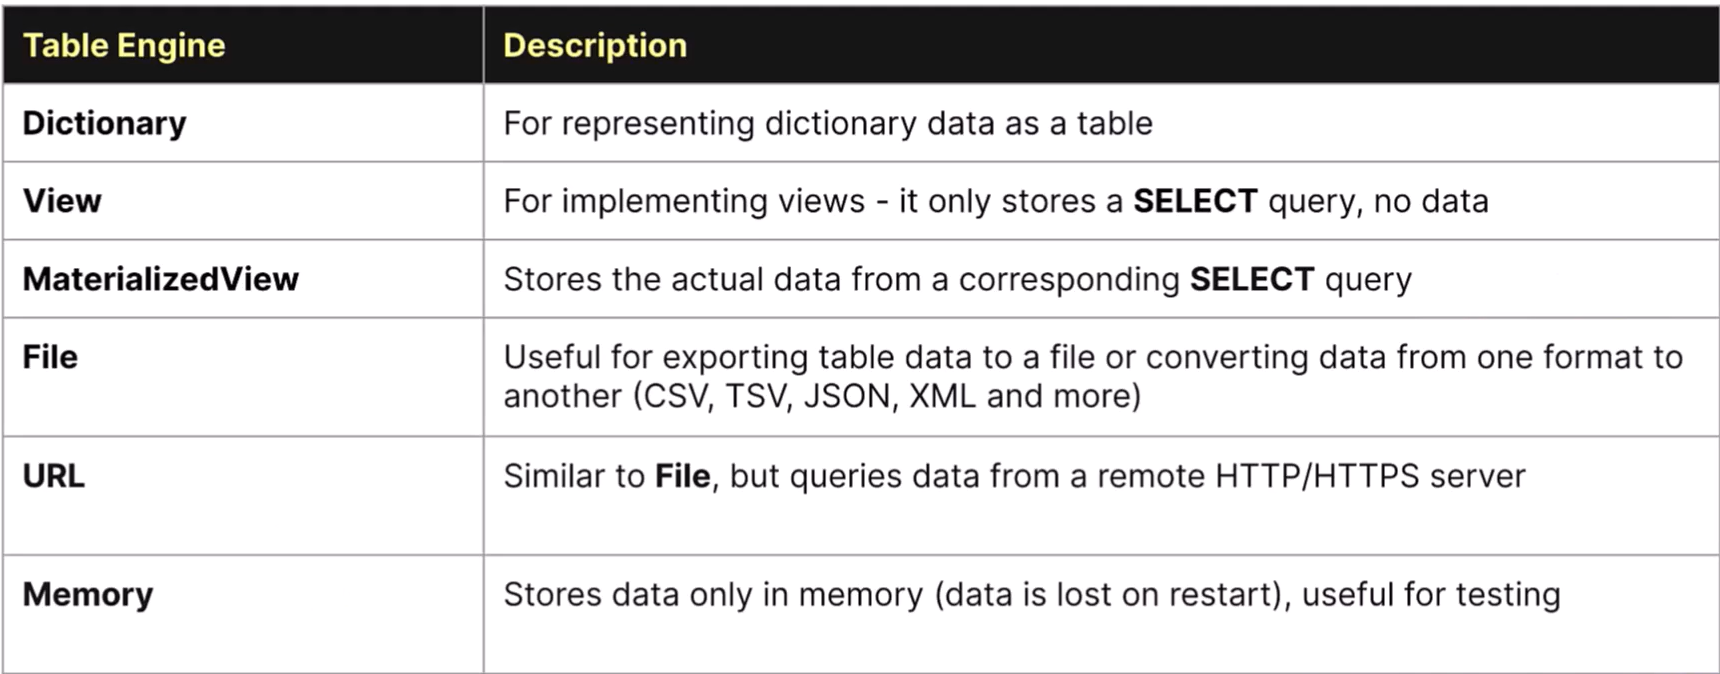 Table Engine Description
Dictionary For representing dictionary data as a table
View For implementing views - it only stores a SELECT query, no data
MaterializedView Stores the actual data from a corresponding SELECT query
File Useful for exporting table data to a file or converting data from one format to
another (CSV, TSV, JSON, XML and more)
URL Similar to File, but queries data from a remote HTTP/HTTPS server
Memory Stores data only in memory (data is lost on restart), useful for testing